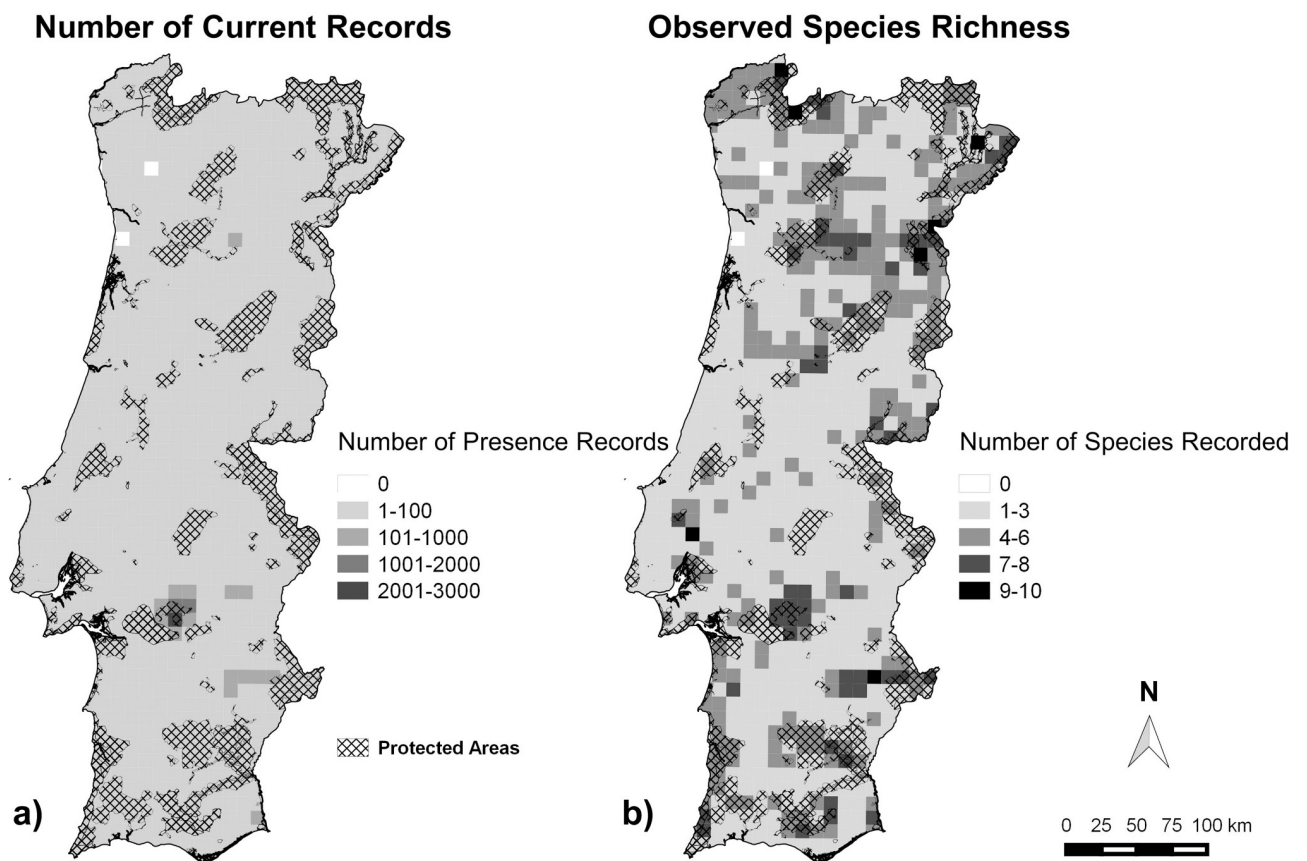 Number of Current Records
Observed Species Richness
Number of Presence Records
0
1-100
101-1000
1001-2000
2001-3000
Protected Areas
a)
Number of Species Recorded
0
1-3
4-6
7-8
9-10
b)
N
0 25 50 75 100 km